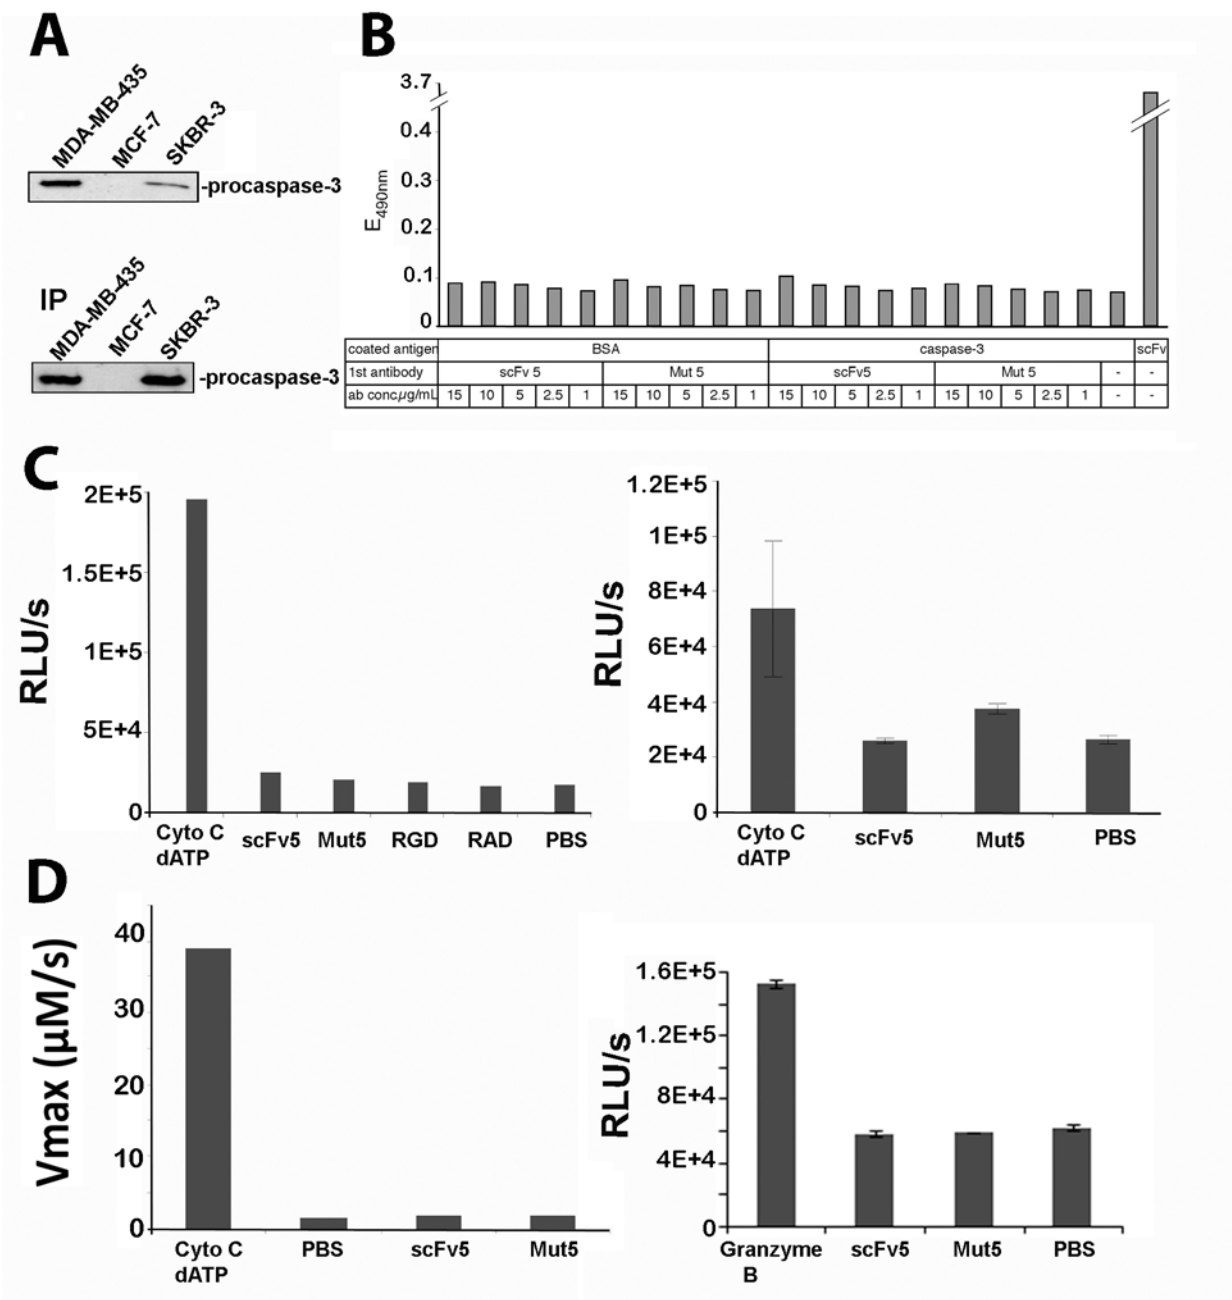 A
MDA-MB-435
MCF-7
SKBR-3
-procaspase-3
IP
MDA-MB-435
MCF-7
SKBR-3
-procaspase-3
B
3.7
0.4
0.3
0.2
0.1
0
E490nm
coated antigen BSA caspase-3 scFv
1st antibody scFv 5 Mut 5 scFv5 Mut 5 - -
ab conc,µg/mL 15 10 5 2.5 1 15 10 5 2.5 1 15 10 5 2.5 1 15 10 5 2.5 1 - -
C
2E+5
1.5E+5
1E+5
5E+4
0
RLU/s
Cyto C dATP scFv5 Mut5 RGD RAD PBS
1.2E+5
1E+5
8E+4
6E+4
4E+4
2E+4
0
RLU/s
Cyto C dATP scFv5 Mut5 PBS
D
40
30
20
10
0
Vmax (µM/s)
Cyto C dATP PBS scFv5 Mut5
1.6E+5
1.2E+5
8E+4
4E+4
0
RLU/s
Granzyme B scFv5 Mut5 PBS